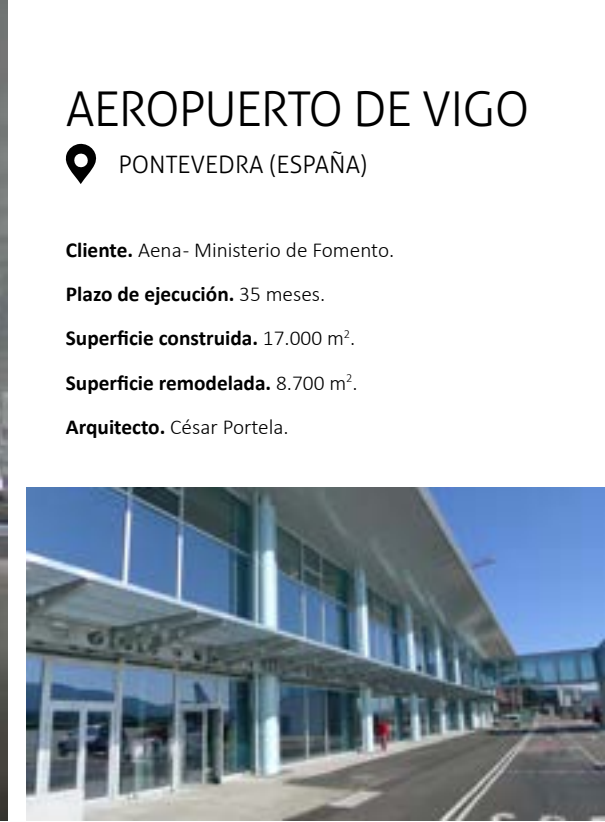 AEROPUERTO DE VIGO
PONTEVEDRA (ESPAÑA)
Cliente. Aena- Ministerio de Fomento.
Plazo de ejecución. 35 meses.
Superficie construida. 17.000 m².
Superficie remodelada. 8.700 m².
Arquitecto. César Portela.